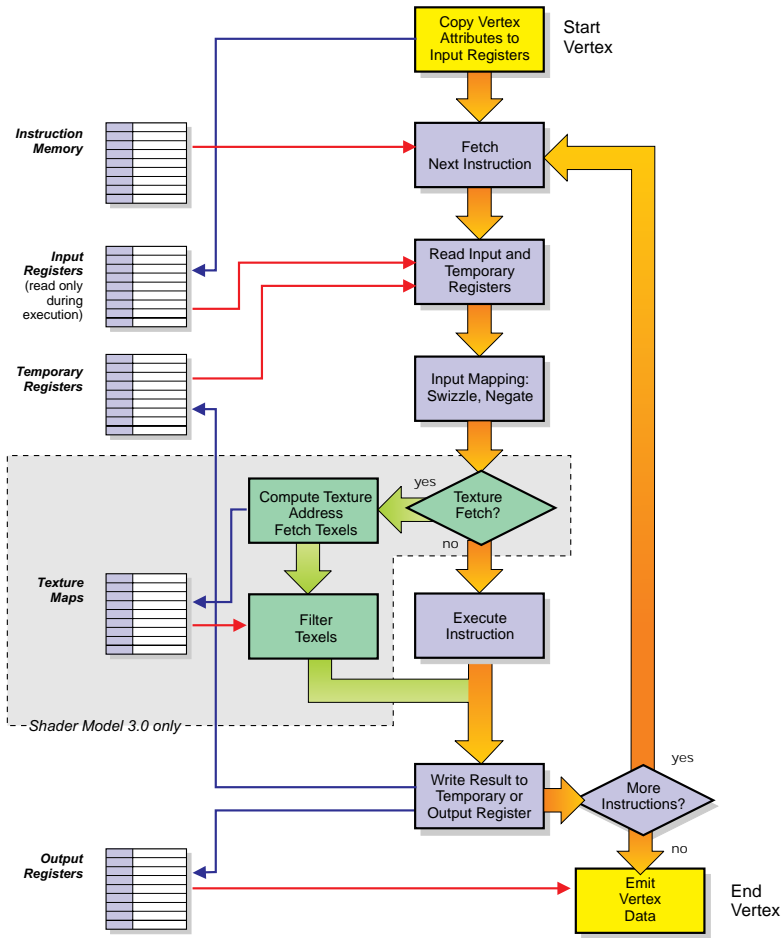 Copy Vertex
Attributes to
Input Registers
Start
Vertex
Instruction
Memory
Fetch
Next Instruction
Input
Registers
(read only
during
execution)
Read Input and
Temporary
Registers
Temporary
Registers
Input Mapping:
Swizzle, Negate
yes
Texture
Fetch?
Compute Texture
Address
Fetch Texels
no
Texture
Maps
Filter
Texels
Execute
Instruction
Shader Model 3.0 only
Write Result to
Temporary or
Output Register
yes
More
Instructions?
no
Output
Registers
Emit
Vertex
Data
End
Vertex